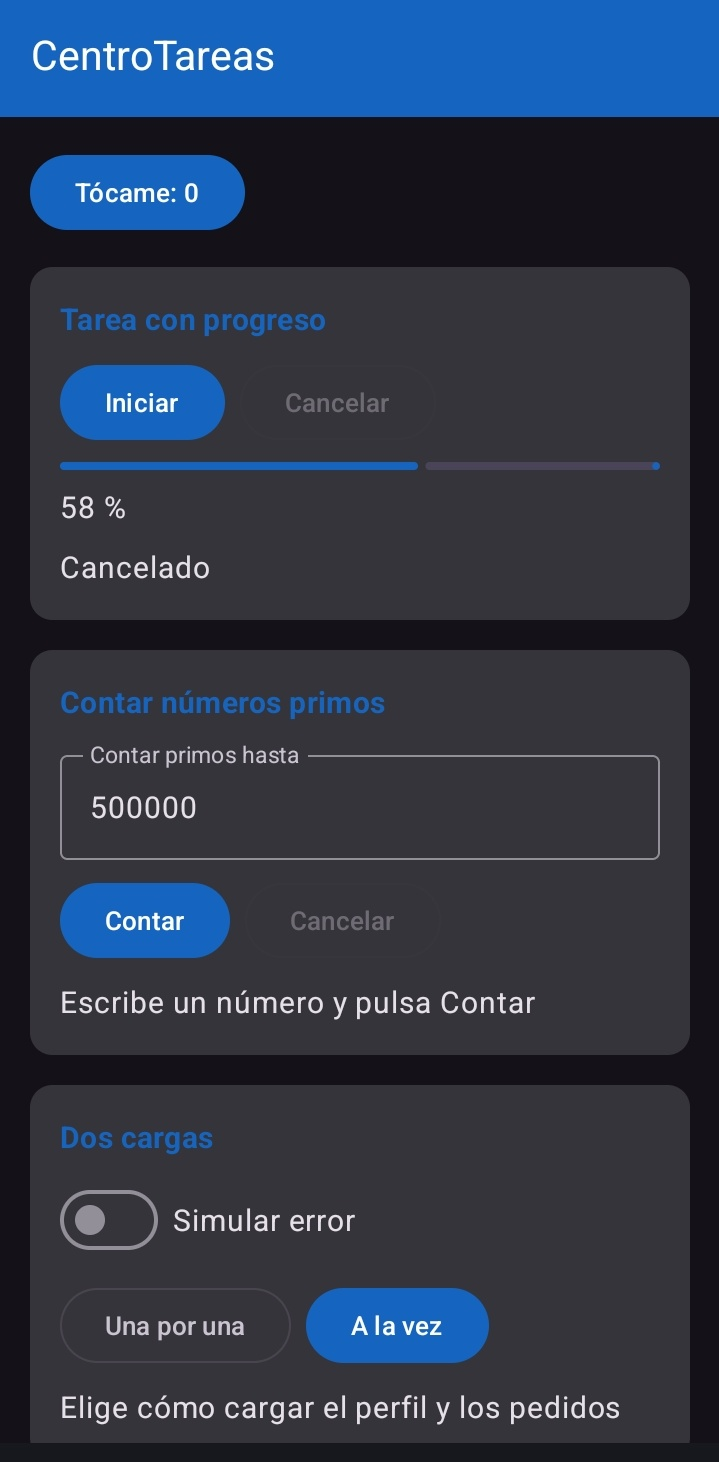 CentroTareas
Tócame: 0
Tarea con progreso
Iniciar Cancelar
58 %
Cancelado
Contar números primos
Contar primos hasta
500000
Contar Cancelar
Escribe un número y pulsa Contar
Dos cargas
Simular error
Una por una A la vez
Elige cómo cargar el perfil y los pedidos